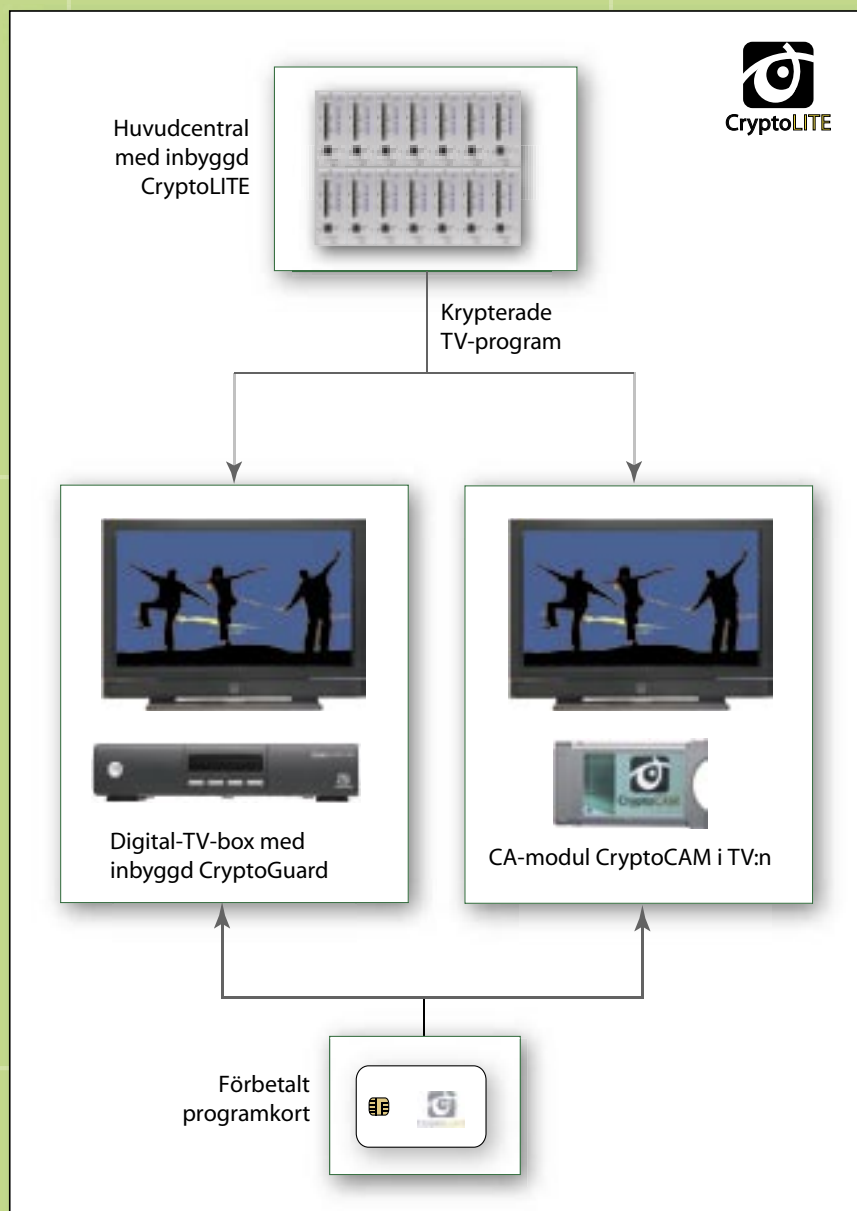 Huvudcentral
med inbyggd
CryptoLITE
CryptoLITE
Krypterade
TV-program
CryptoCAM
Digital-TV-box med
inbyggd CryptoGuard
CA-modul CryptoCAM i TV:n
Förbetalt
programkort